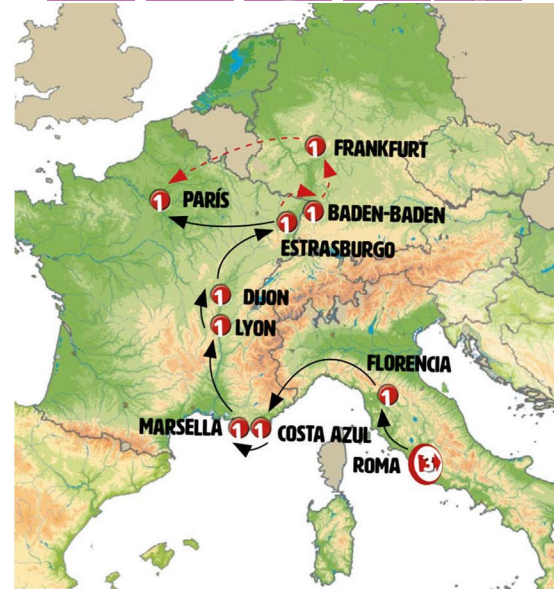 1 FRANKFURT
1 PARÍS
1 BADEN-BADEN
1 ESTRASBURGO
1 DIJON
1 LYON
FLORENCIA
1
MARSELLA 1 1 COSTA AZUL
ROMA 3